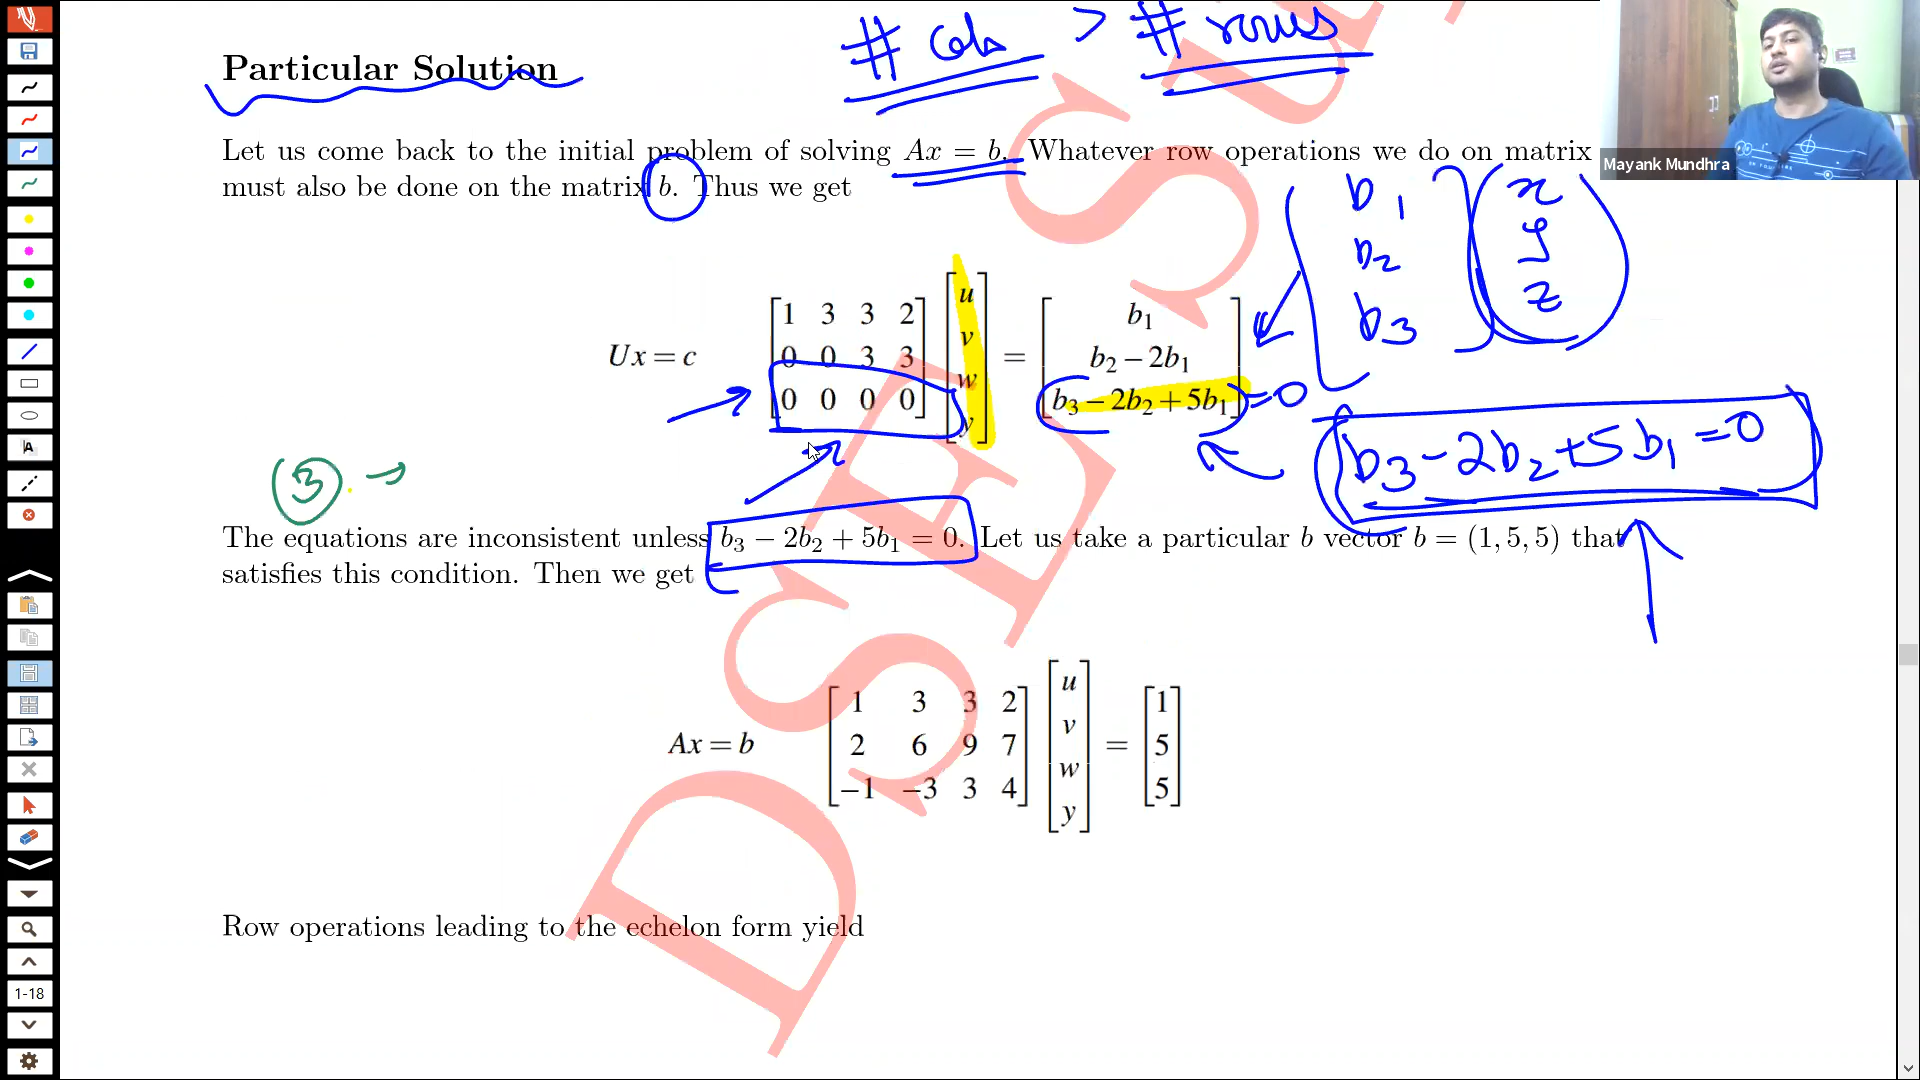 # cols > # rows
Particular Solution
Let us come back to the initial problem of solving Ax = b. Whatever row operations we do on matrix
must also be done on the matrix b. Thus we get
Mayank Mundhra
b1
b2
b3
x
y
z
Ux = c
[1 3 3 2] [u] = [b1]
[0 0 3 3] [v] [b2 − 2b1]
[0 0 0 0] [w] [b3 − 2b2 + 5b1] = 0
[y]
b3 − 2b2 + 5b1 = 0
3 →
The equations are inconsistent unless b3 − 2b2 + 5b1 = 0. Let us take a particular b vector b = (1, 5, 5) that
satisfies this condition. Then we get
Ax = b
[1 3 3 2] [u] = [1]
[2 6 9 7] [v] [5]
[−1 −3 3 4] [w] [5]
[y]
Row operations leading to the echelon form yield
1-18